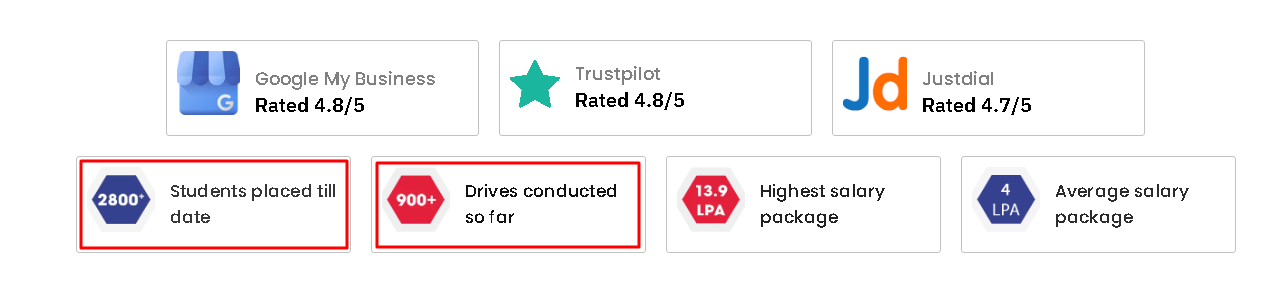 Google My Business
Rated 4.8/5
G
Trustpilot
Rated 4.8/5
Jd
Justdial
Rated 4.7/5
2800+
Students placed till
date
900+
Drives conducted
so far
13.9
LPA
Highest salary
package
4
LPA
Average salary
package